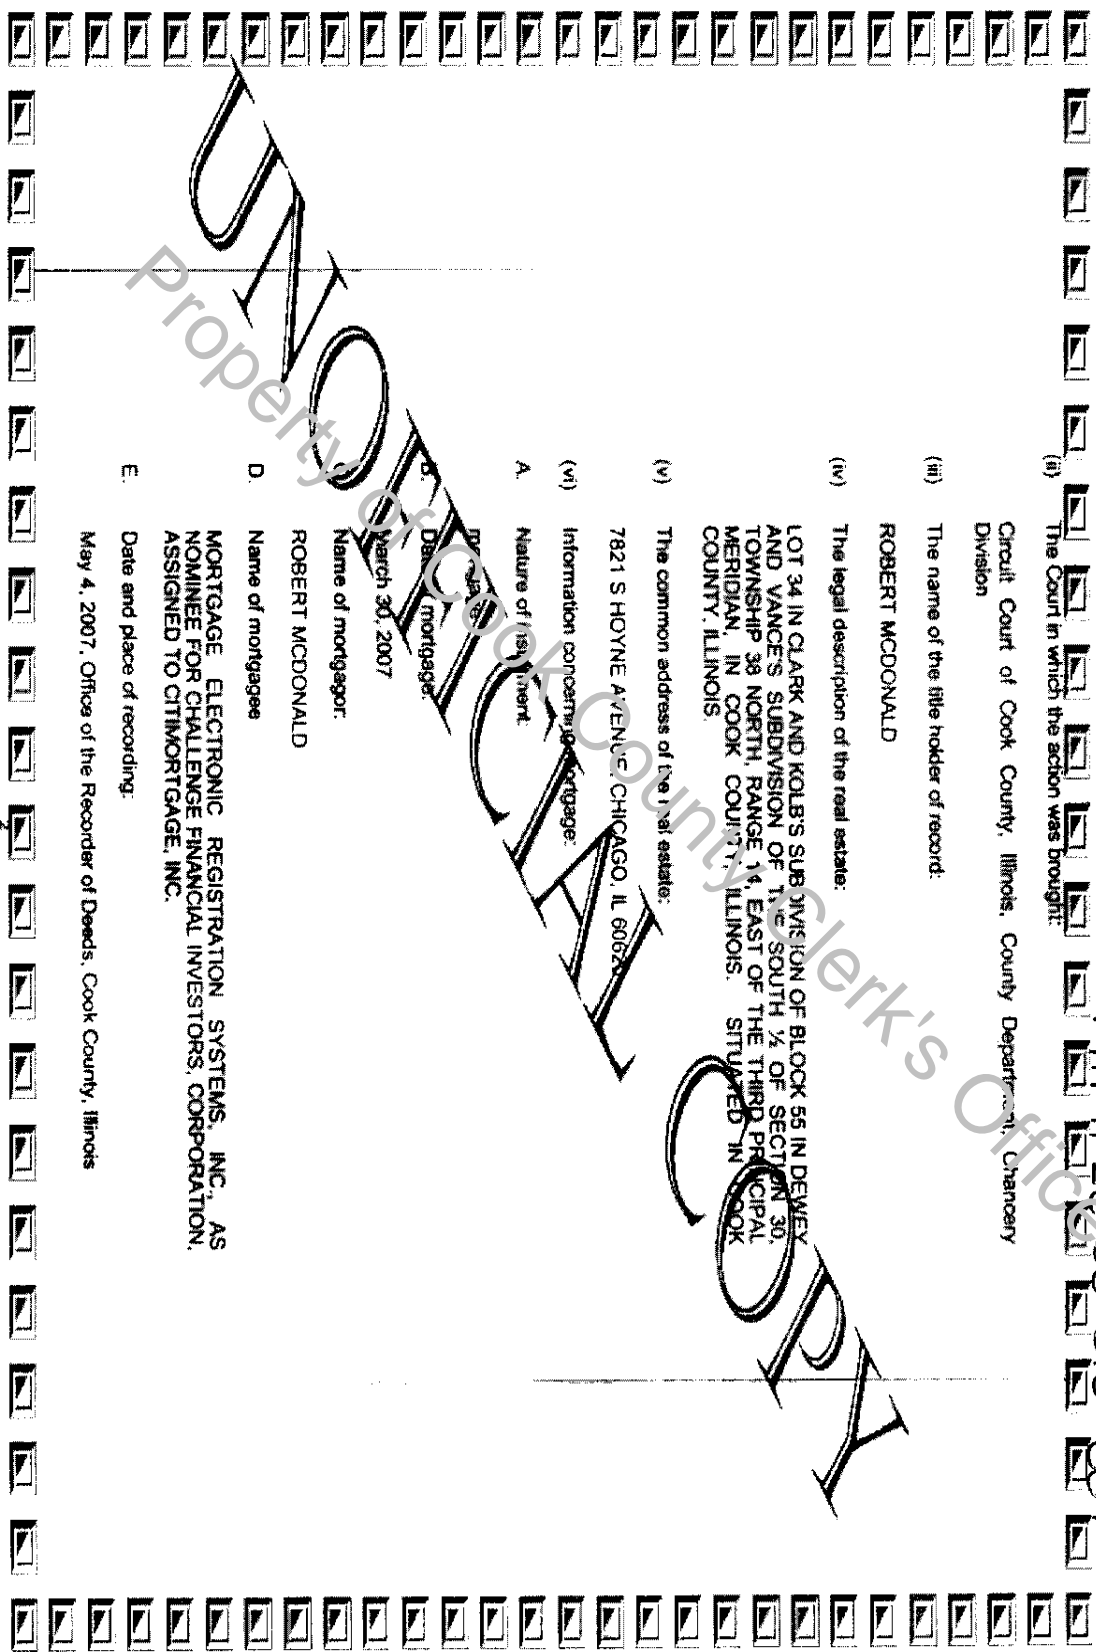 (ii) The Court in which the action was brought:
Circuit Court of Cook County, Illinois, County Department, Chancery
Division
(iii) The name of the title holder of record:
ROBERT MCDONALD
(iv) The legal description of the real estate:
LOT 34 IN CLARK AND KOLB'S SUBDIVISION OF BLOCK 55 IN DEWEY
AND VANCE'S SUBDIVISION OF THE SOUTH ½ OF SECTION 30,
TOWNSHIP 38 NORTH, RANGE 14, EAST OF THE THIRD PRINCIPAL
MERIDIAN, IN COOK COUNTY, ILLINOIS. SITUATED IN COOK
COUNTY, ILLINOIS.
(v) The common address of the real estate:
7821 S HOYNE AVENUE, CHICAGO, IL
(vi) Information concerning mortgage:
A. Nature of instrument:
B. mortgage:
March 30, 2007
Name of mortgagor:
ROBERT MCDONALD
D. Name of mortgagee
MORTGAGE ELECTRONIC REGISTRATION SYSTEMS, INC., AS
NOMINEE FOR CHALLENGE FINANCIAL INVESTORS, CORPORATION,
ASSIGNED TO CITIMORTGAGE, INC.
E. Date and place of recording:
May 4, 2007, Office of the Recorder of Deeds, Cook County, Illinois
2
UNOFFICIAL COPY
Property of Cook County Clerk's Office